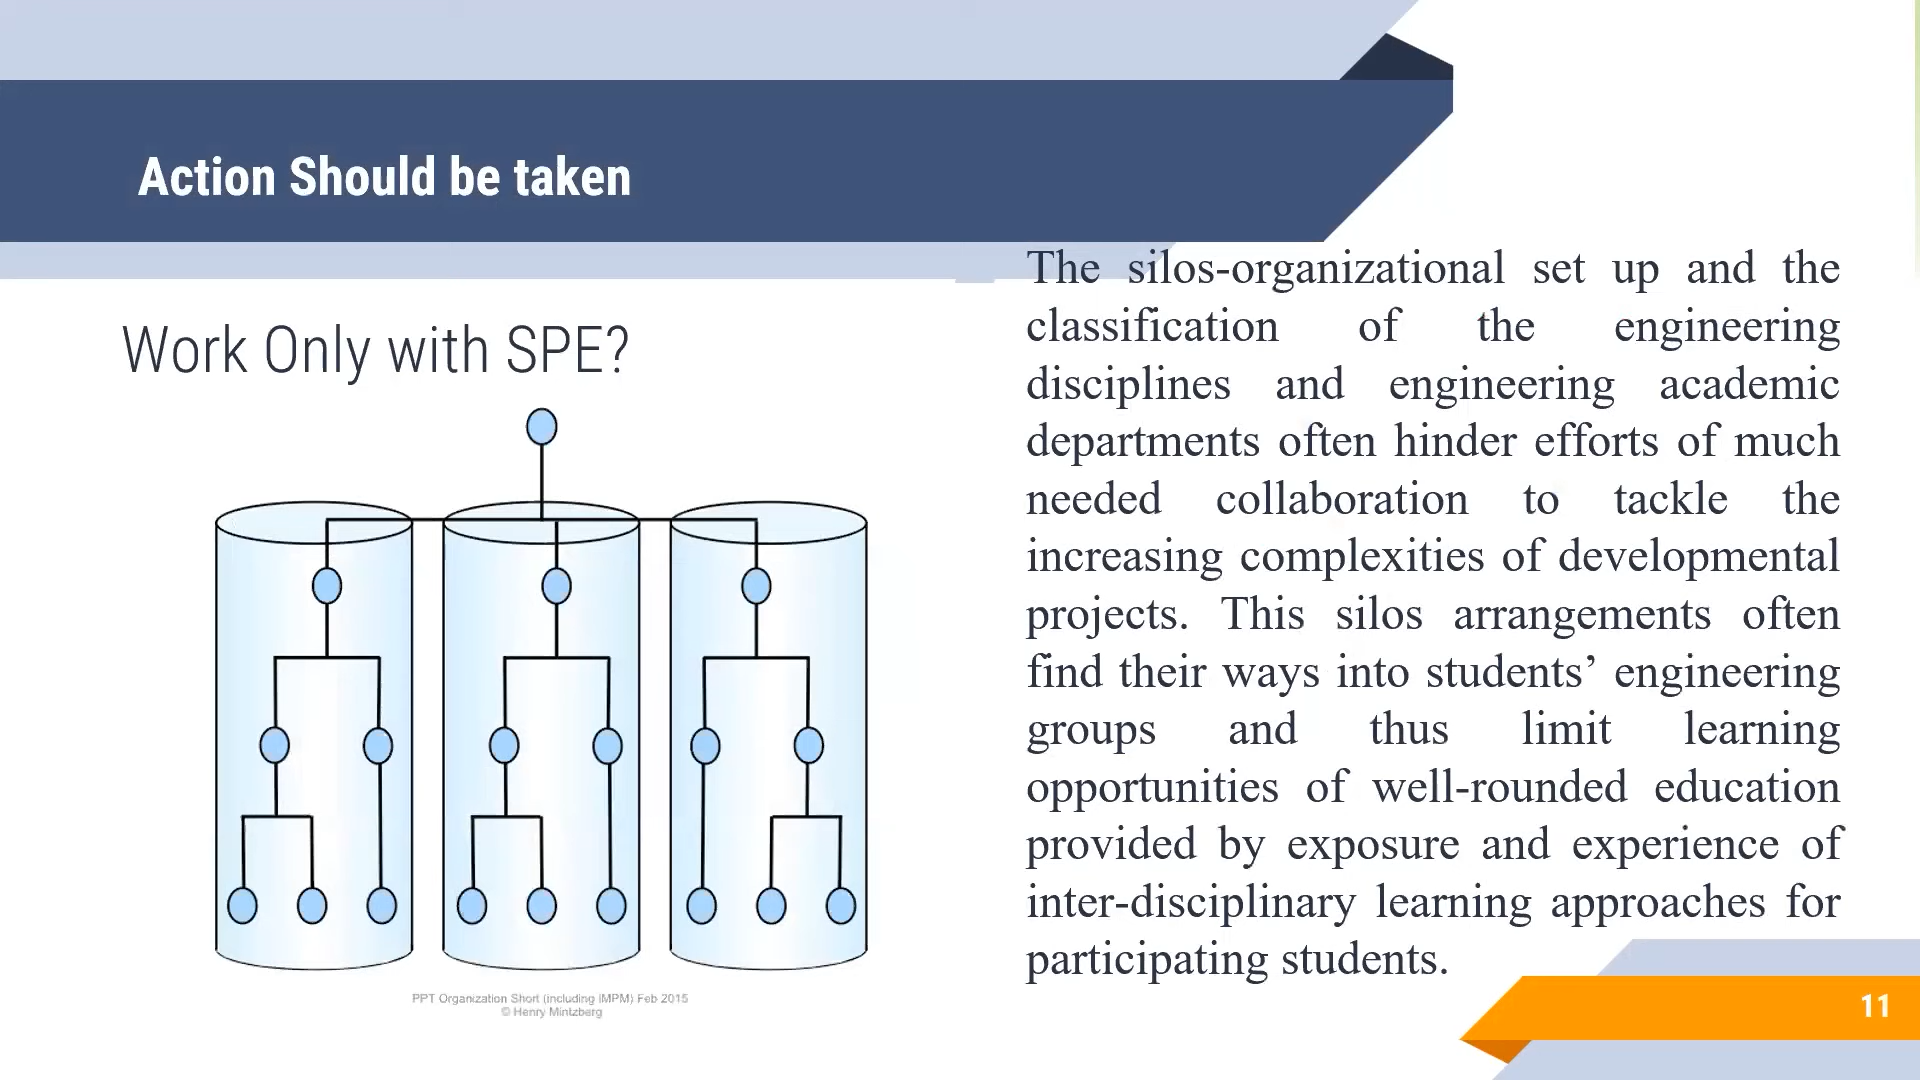 Action Should be taken
Work Only with SPE?
The silos-organizational set up and the
classification of the engineering
disciplines and engineering academic
departments often hinder efforts of much
needed collaboration to tackle the
increasing complexities of developmental
projects. This silos arrangements often
find their ways into students’ engineering
groups and thus limit learning
opportunities of well-rounded education
provided by exposure and experience of
inter-disciplinary learning approaches for
participating students.
PPT Organization Short (including IMPM) Feb 2015
© Henry Mintzberg
11